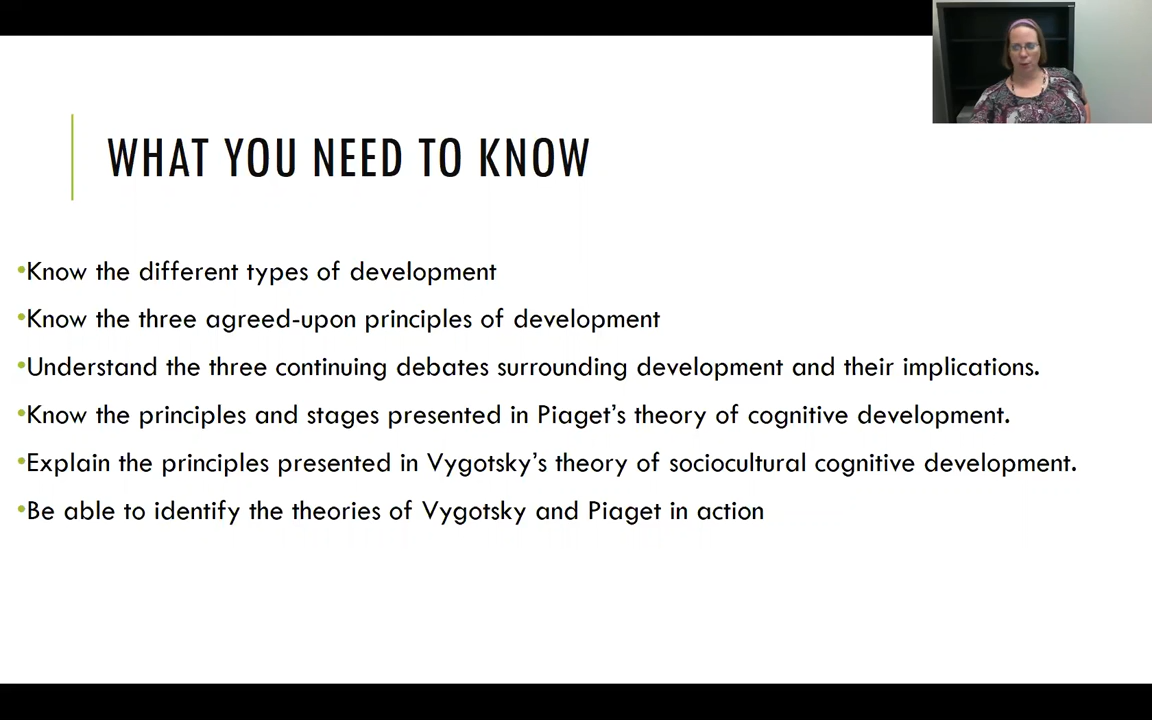 WHAT YOU NEED TO KNOW
•Know the different types of development
•Know the three agreed-upon principles of development
•Understand the three continuing debates surrounding development and their implications.
•Know the principles and stages presented in Piaget's theory of cognitive development.
•Explain the principles presented in Vygotsky's theory of sociocultural cognitive development.
•Be able to identify the theories of Vygotsky and Piaget in action